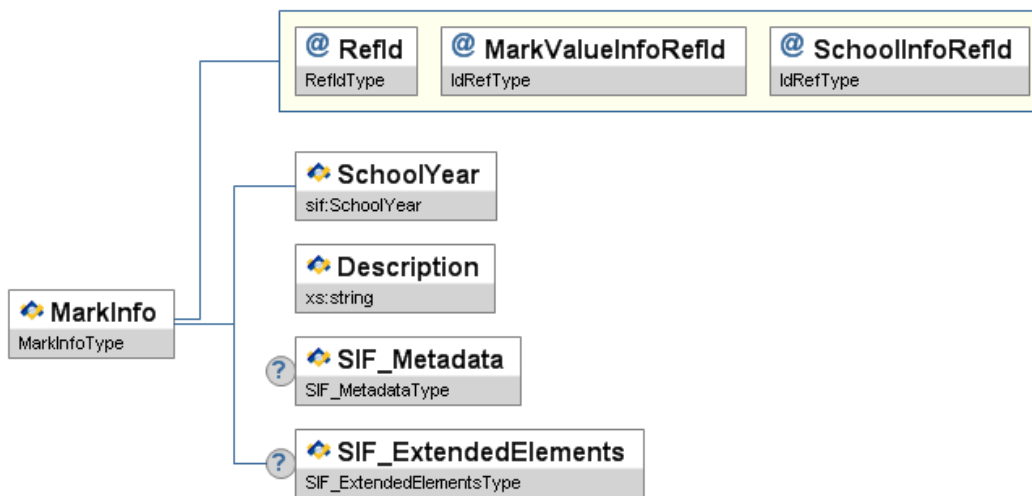 @ RefId
RefIdType
@ MarkValueInfoRefId
IdRefType
@ SchoolInfoRefId
IdRefType
SchoolYear
sif:SchoolYear
Description
xs:string
MarkInfo
MarkInfoType
? SIF_Metadata
SIF_MetadataType
? SIF_ExtendedElements
SIF_ExtendedElementsType